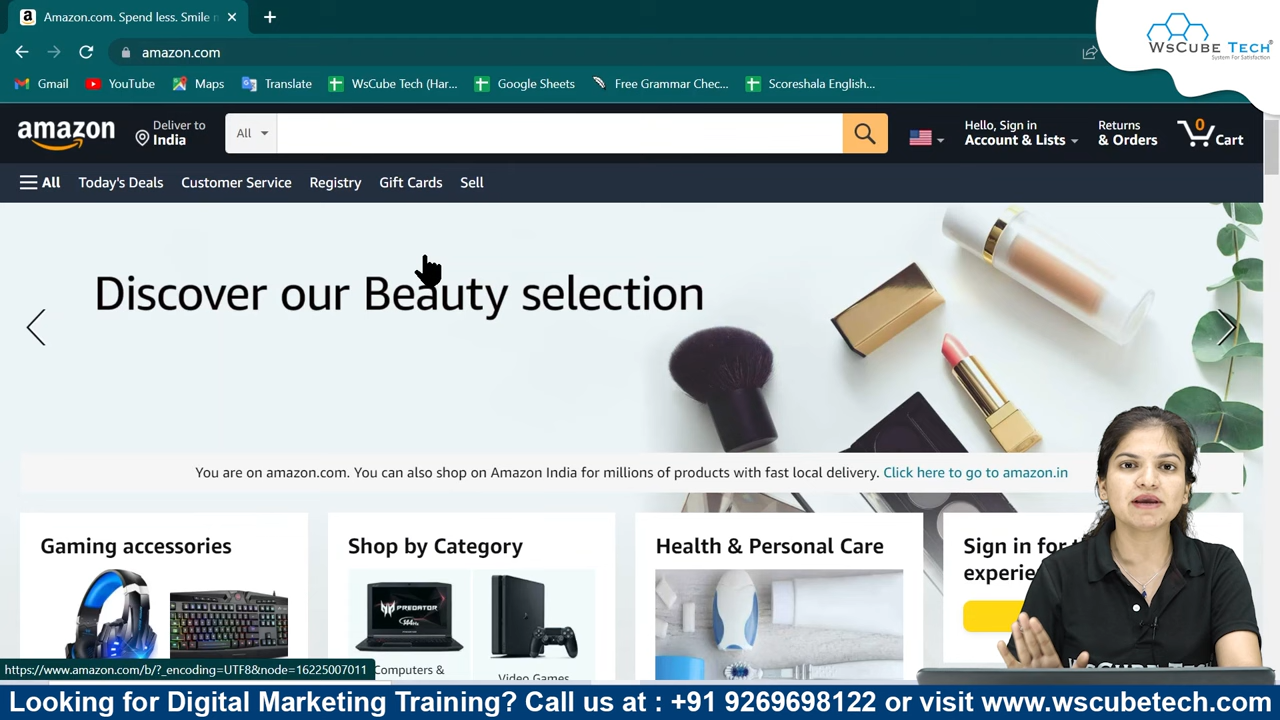 Amazon.com. Spend less. Smile
amazon.com
WsCube Tech®
System For Satisfaction
Gmail YouTube Maps Translate WsCube Tech (Har... Google Sheets Free Grammar Chec... Scoreshala English...
amazon
Deliver to
India
All
Hello, Sign in
Account & Lists
Returns
& Orders
0
Cart
All Today's Deals Customer Service Registry Gift Cards Sell
Discover our Beauty selection
You are on amazon.com. You can also shop on Amazon India for millions of products with fast local delivery. Click here to go to amazon.in
Gaming accessories
Shop by Category
Health & Personal Care
Sign in for
experie
PREDATOR
144Hz
Computers &
Video Games
https://www.amazon.com/b/?_encoding=UTF8&node=16225007011
WSCUBE TECH
Looking for Digital Marketing Training? Call us at : +91 9269698122 or visit www.wscubetech.com